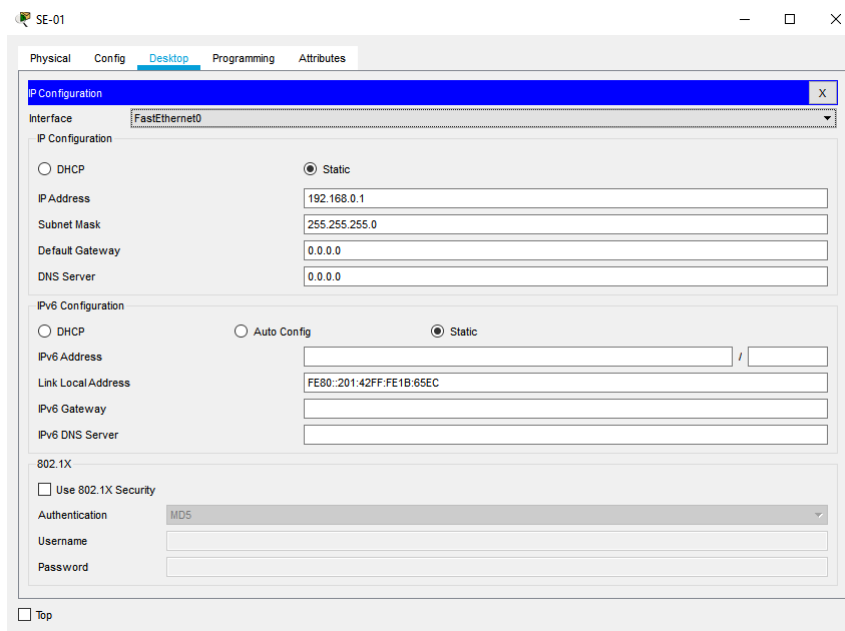 SE-01
Physical Config Desktop Programming Attributes
IP Configuration X
Interface FastEthernet0
IP Configuration
DHCP Static
IP Address 192.168.0.1
Subnet Mask 255.255.255.0
Default Gateway 0.0.0.0
DNS Server 0.0.0.0
IPv6 Configuration
DHCP Auto Config Static
IPv6 Address /
Link Local Address FE80::201:42FF:FE1B:65EC
IPv6 Gateway
IPv6 DNS Server
802.1X
Use 802.1X Security
Authentication MD5
Username
Password
Top